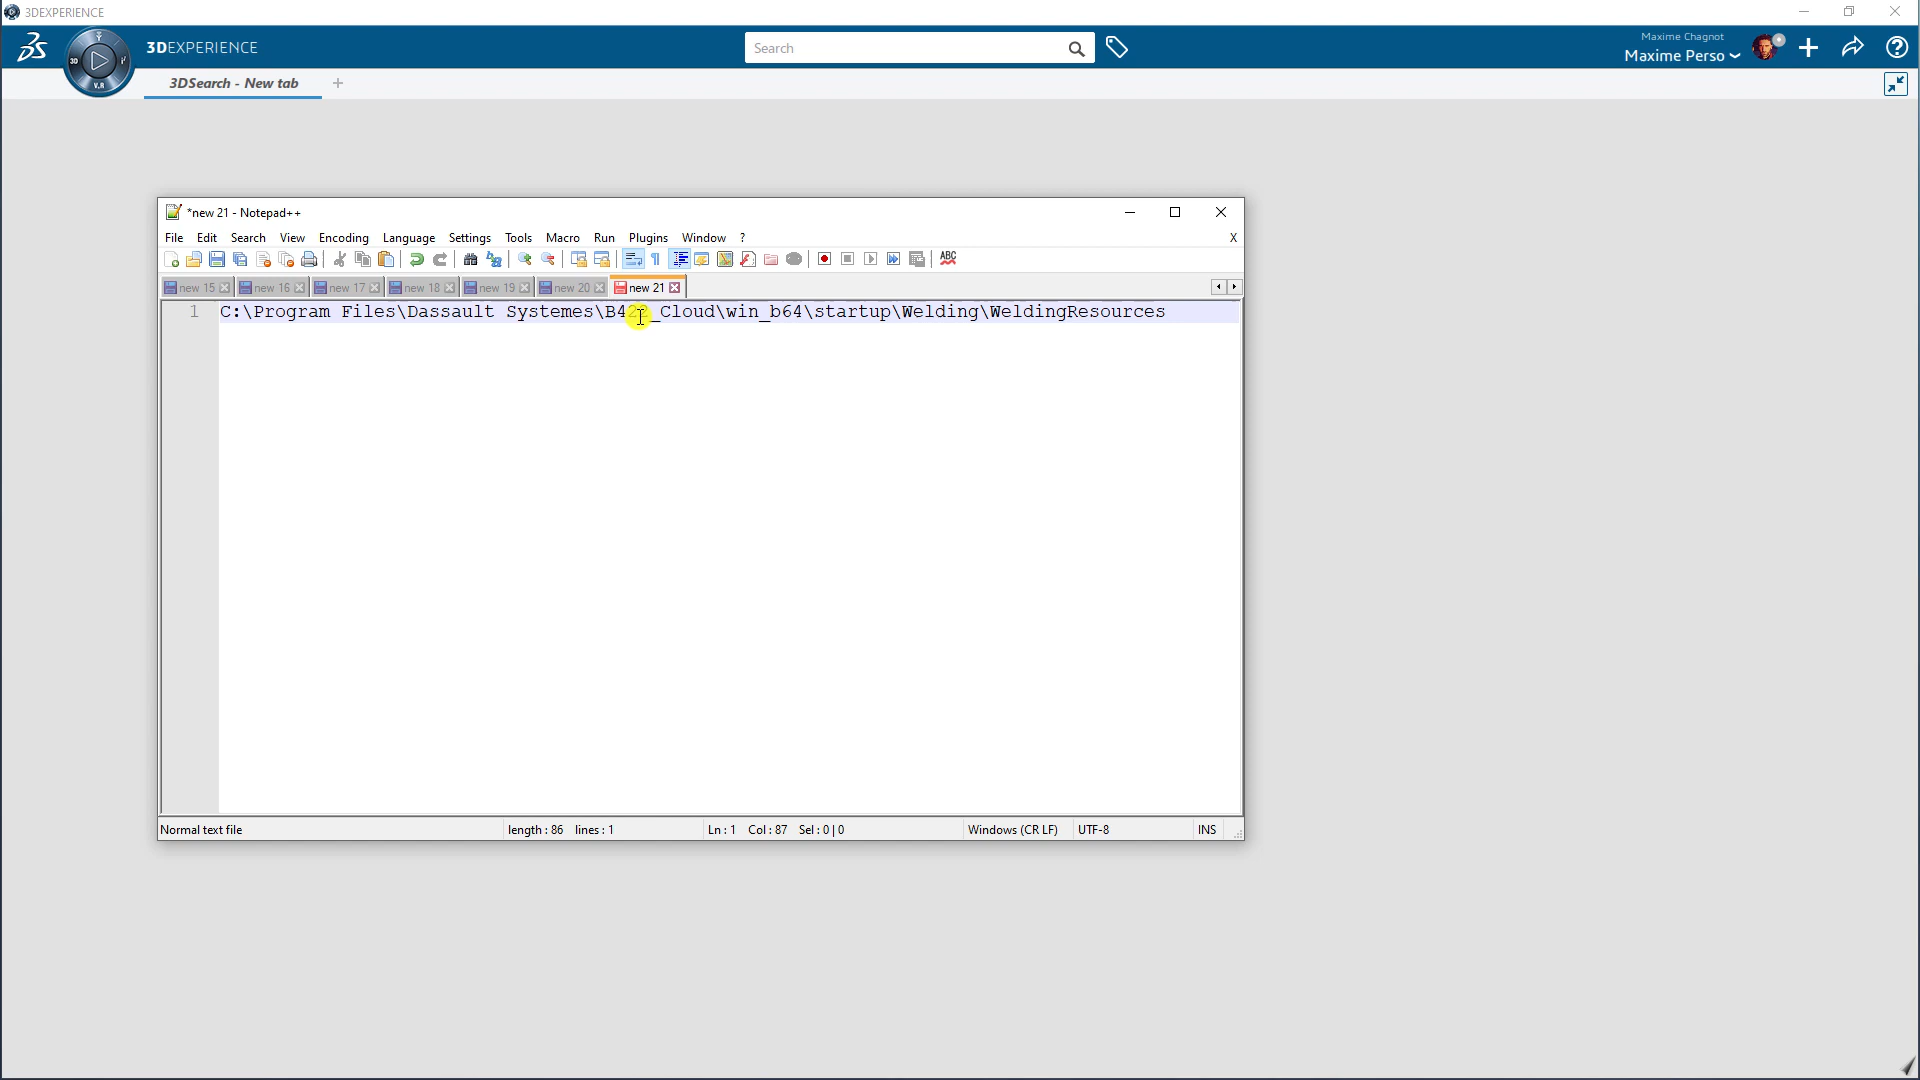 3DEXPERIENCE
3DEXPERIENCE
Search
Maxime Chagnot
Maxime Perso
3D
V.R
3DSearch - New tab
*new 21 - Notepad++
File Edit Search View Encoding Language Settings Tools Macro Run Plugins Window ? X
ABC
new 15 new 16 new 17 new 18 new 19 new 20 new 21
1 C:\Program Files\Dassault Systemes\B422_Cloud\win_b64\startup\Welding\WeldingResources
Normal text file length : 86 lines : 1 Ln : 1 Col : 87 Sel : 0 | 0 Windows (CR LF) UTF-8 INS